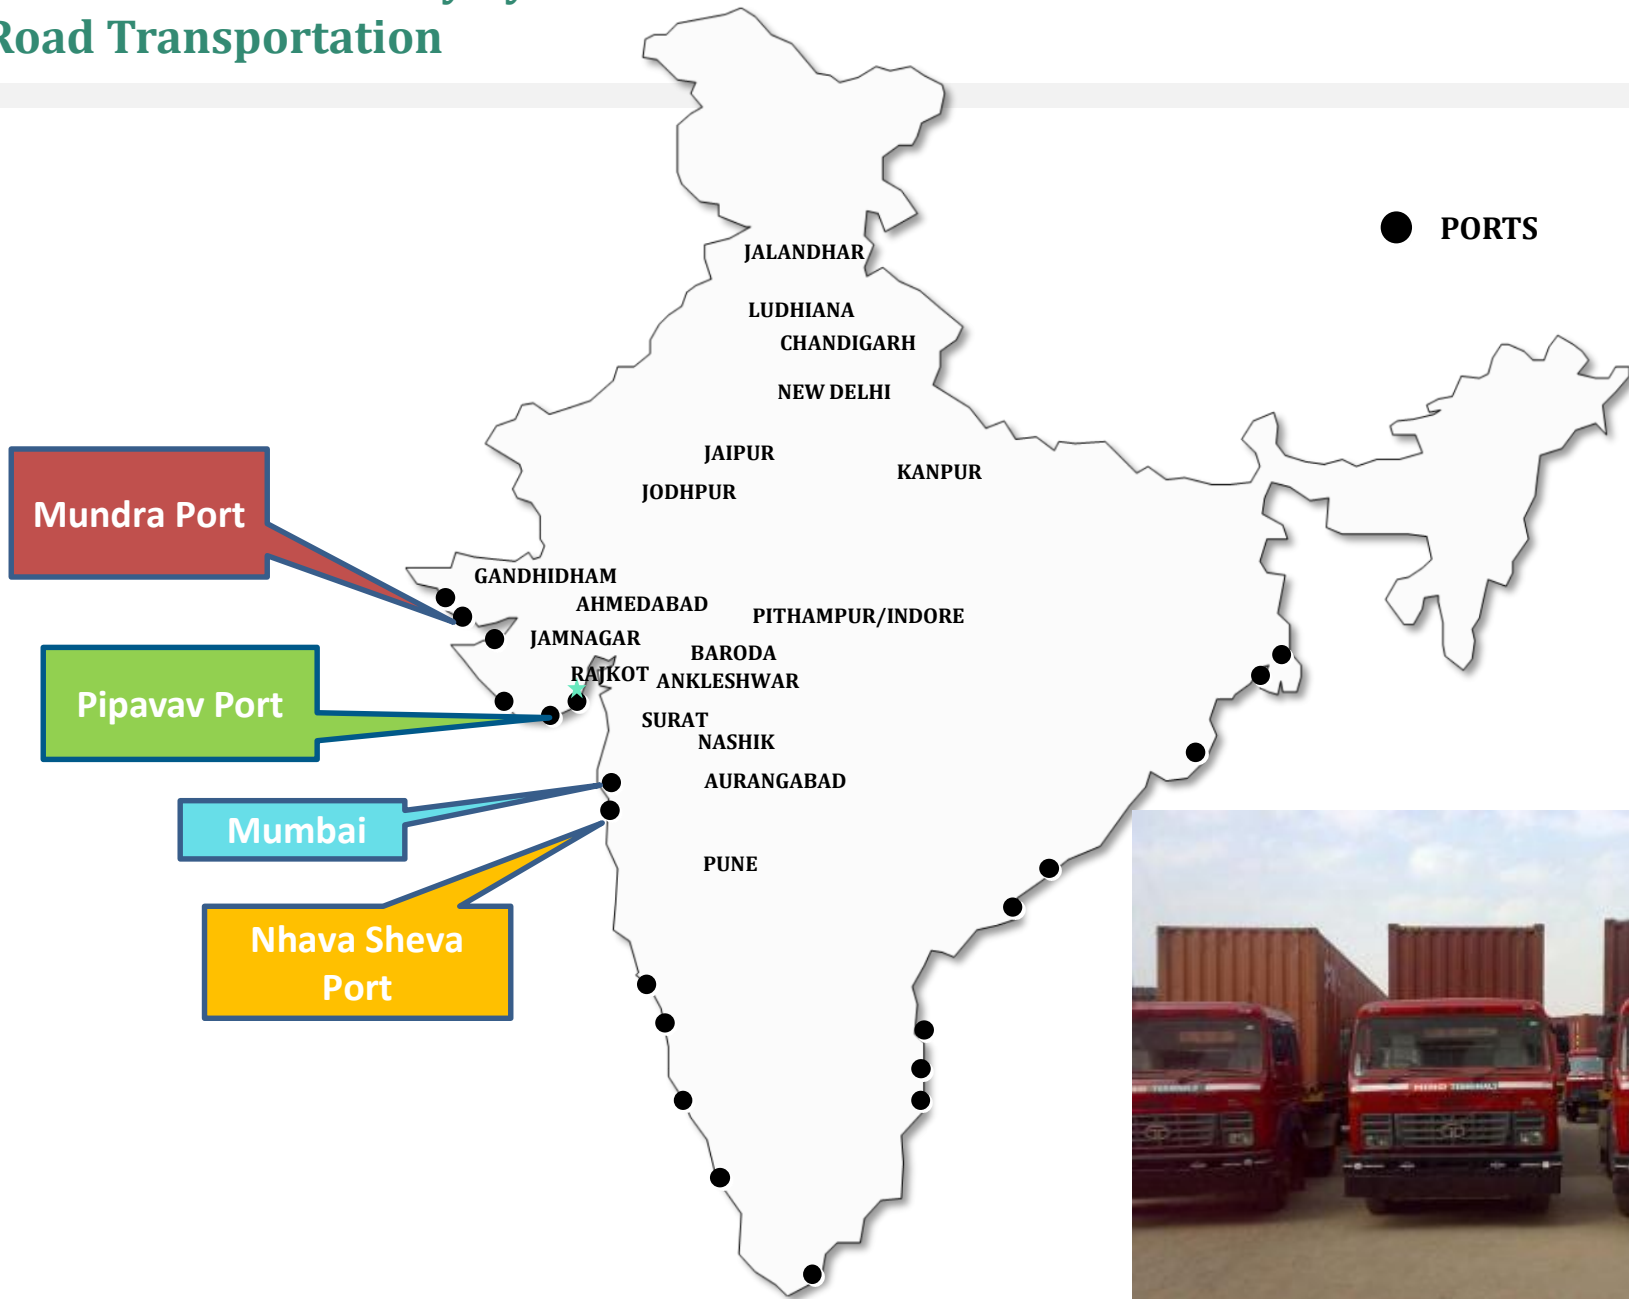 Road Transportation
PORTS
JALANDHAR
LUDHIANA
CHANDIGARH
NEW DELHI
JAIPUR
KANPUR
JODHPUR
Mundra Port
GANDHIDHAM
AHMEDABAD
PITHAMPUR/INDORE
JAMNAGAR
BARODA
RAJKOT
ANKLESHWAR
Pipavav Port
SURAT
NASHIK
AURANGABAD
Mumbai
PUNE
Nhava Sheva
Port